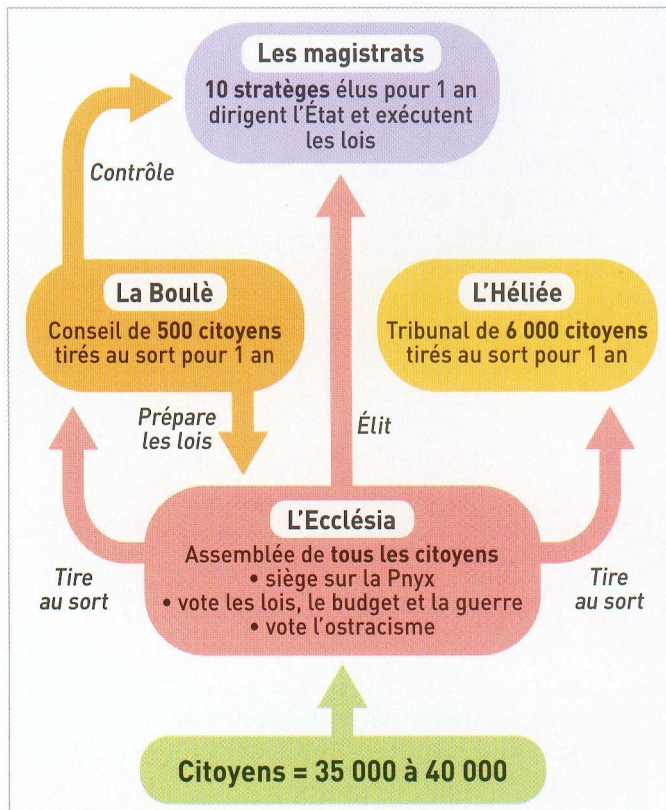 Les magistrats
10 stratèges élus pour 1 an
dirigent l'État et exécutent
les lois
Contrôle
La Boulè
Conseil de 500 citoyens
tirés au sort pour 1 an
L'Héliée
Tribunal de 6 000 citoyens
tirés au sort pour 1 an
Prépare
les lois
Élit
L'Ecclésia
Assemblée de tous les citoyens
• siège sur la Pnyx
• vote les lois, le budget et la guerre
• vote l'ostracisme
Tire
au sort
Tire
au sort
Citoyens = 35 000 à 40 000